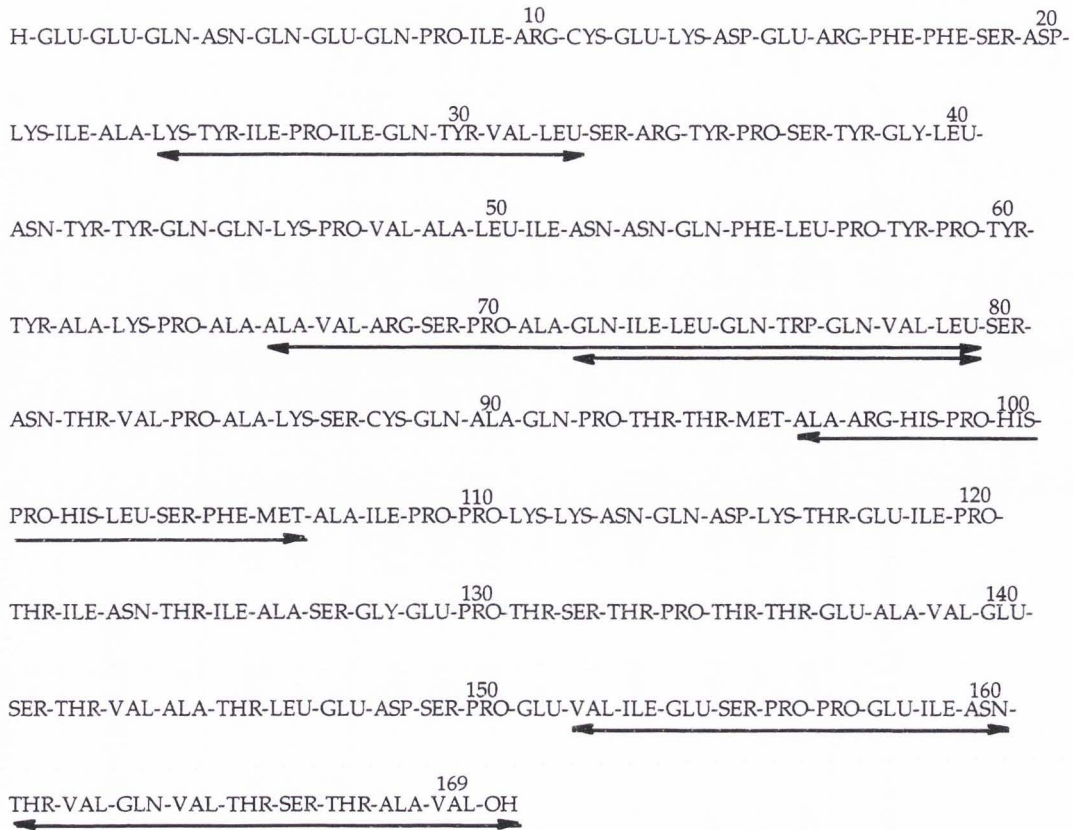 10 20
H-GLU-GLU-GLN-ASN-GLN-GLU-GLN-PRO-ILE-ARG-CYS-GLU-LYS-ASP-GLU-ARG-PHE-PHE-SER-ASP-
30 40
LYS-ILE-ALA-LYS-TYR-ILE-PRO-ILE-GLN-TYR-VAL-LEU-SER-ARG-TYR-PRO-SER-TYR-GLY-LEU-
50 60
ASN-TYR-TYR-GLN-GLN-LYS-PRO-VAL-ALA-LEU-ILE-ASN-ASN-GLN-PHE-LEU-PRO-TYR-PRO-TYR-
70 80
TYR-ALA-LYS-PRO-ALA-ALA-VAL-ARG-SER-PRO-ALA-GLN-ILE-LEU-GLN-TRP-GLN-VAL-LEU-SER-
90 100
ASN-THR-VAL-PRO-ALA-LYS-SER-CYS-GLN-ALA-GLN-PRO-THR-THR-MET-ALA-ARG-HIS-PRO-HIS-
110 120
PRO-HIS-LEU-SER-PHE-MET-ALA-ILE-PRO-PRO-LYS-LYS-ASN-GLN-ASP-LYS-THR-GLU-ILE-PRO-
130 140
THR-ILE-ASN-THR-ILE-ALA-SER-GLY-GLU-PRO-THR-SER-THR-PRO-THR-THR-GLU-ALA-VAL-GLU-
150 160
SER-THR-VAL-ALA-THR-LEU-GLU-ASP-SER-PRO-GLU-VAL-ILE-GLU-SER-PRO-PRO-GLU-ILE-ASN-
169
THR-VAL-GLN-VAL-THR-SER-THR-ALA-VAL-OH